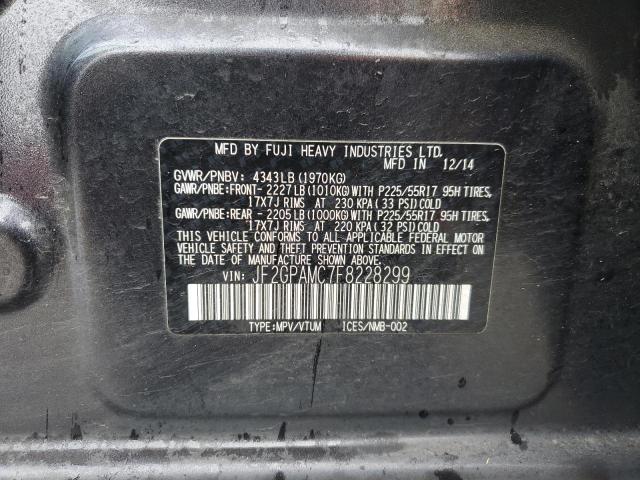 MFD BY FUJI HEAVY INDUSTRIES LTD.
MFD IN 12/14
GVWR/PNBV: 4343LB(1970KG)
GAWR/PNBE:FRONT- 2227LB(1010KG)WITH P225/55R17 95H TIRES,
17X7J RIMS AT 230 KPA(33 PSI)COLD
GAWR/PNBE:REAR - 2205LB(1000KG)WITH P225/55R17 95H TIRES,
17X7J RIMS AT 220 KPA(32 PSI)COLD
THIS VEHICLE CONFORMS TO ALL APPLICABLE FEDERAL MOTOR
VEHICLE SAFETY AND THEFT PREVENTION STANDARDS IN EFFECT ON
THE DATE OF MANUFACTURE SHOWN ABOVE.
VIN: JF2GPAMC7F8228299
TYPE:MPV/VTUM ICES/NMB-002